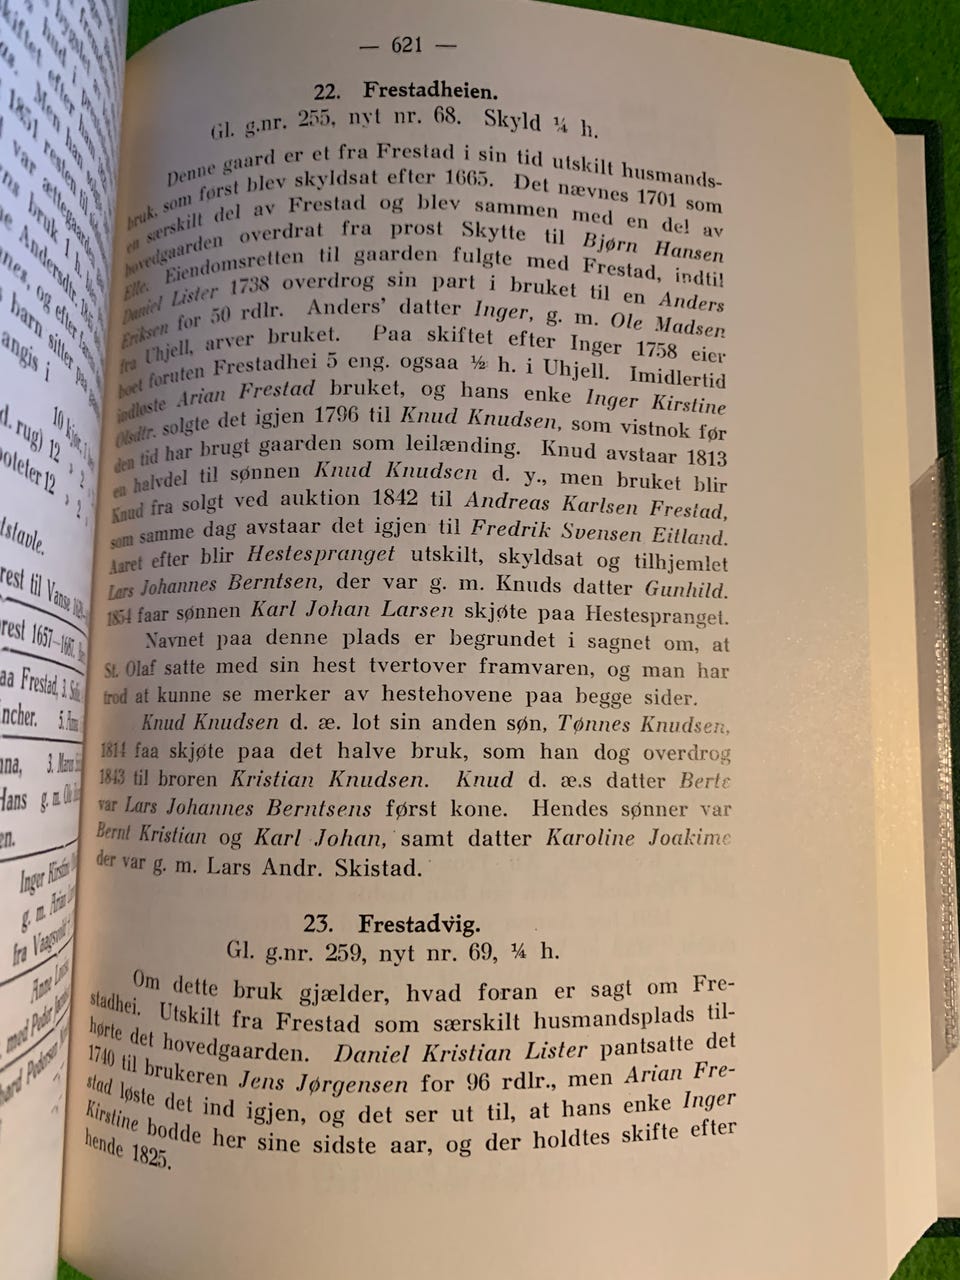 — 621 —
22. Frestadheien.
Gl. g.nr. 255, nyt nr. 68. Skyld ¼ h.
Denne gaard er et fra Frestad i sin tid utskilt husmands-
bruk, som først blev skyldsat efter 1665. Det nævnes 1701 som
en særskilt del av Frestad og blev sammen med en del av
hovedgaarden overdrat fra prost Skytte til Bjørn Hansen
Elle. Eiendomsretten til gaarden fulgte med Frestad, indtil
Daniel Lister 1738 overdrog sin part i bruket til en Anders
Eriksen for 50 rdlr. Anders' datter Inger, g. m. Ole Madsen
fra Uhjell, arver bruket. Paa skiftet efter Inger 1758 eier
boet foruten Frestadhei 5 eng. ogsaa ½ h. i Uhjell. Imidlertid
indløste Arian Frestad bruket, og hans enke Inger Kirstine
Olsdtr. solgte det igjen 1796 til Knud Knudsen, som vistnok før
den tid har brugt gaarden som leilænding. Knud avstaar 1813
en halvdel til sønnen Knud Knudsen d. y., men bruket blir
Knud fra solgt ved auktion 1842 til Andreas Karlsen Frestad,
som samme dag avstaar det igjen til Fredrik Svensen Eitland.
Aaret efter blir Hestespranget utskilt, skyldsat og tilhjemlet
Lars Johannes Berntsen, der var g. m. Knuds datter Gunhild.
1854 faar sønnen Karl Johan Larsen skjøte paa Hestespranget.
Navnet paa denne plads er begrundet i sagnet om, at
St. Olaf satte med sin hest tvertover framvaren, og man har
trod at kunne se merker av hestehovene paa begge sider.
Knud Knudsen d. æ. lot sin anden søn, Tønnes Knudsen,
1814 faa skjøte paa det halve bruk, som han dog overdrog
1843 til broren Kristian Knudsen. Knud d. æ.s datter Berte
var Lars Johannes Berntsens først kone. Hendes sønner var
Bernt Kristian og Karl Johan, samt datter Karoline Joakime
der var g. m. Lars Andr. Skistad.
23. Frestadvig.
Gl. g.nr. 259, nyt nr. 69, ¼ h.
Om dette bruk gjælder, hvad foran er sagt om Fre-
stadhei. Utskilt fra Frestad som særskilt husmandsplads til-
hørte det hovedgaarden. Daniel Kristian Lister pantsatte det
1740 til brukeren Jens Jørgensen for 96 rdlr., men Arian Fre-
stad løste det ind igjen, og det ser ut til, at hans enke Inger
Kirstine bodde her sine sidste aar, og der holdtes skifte efter
hende 1825.